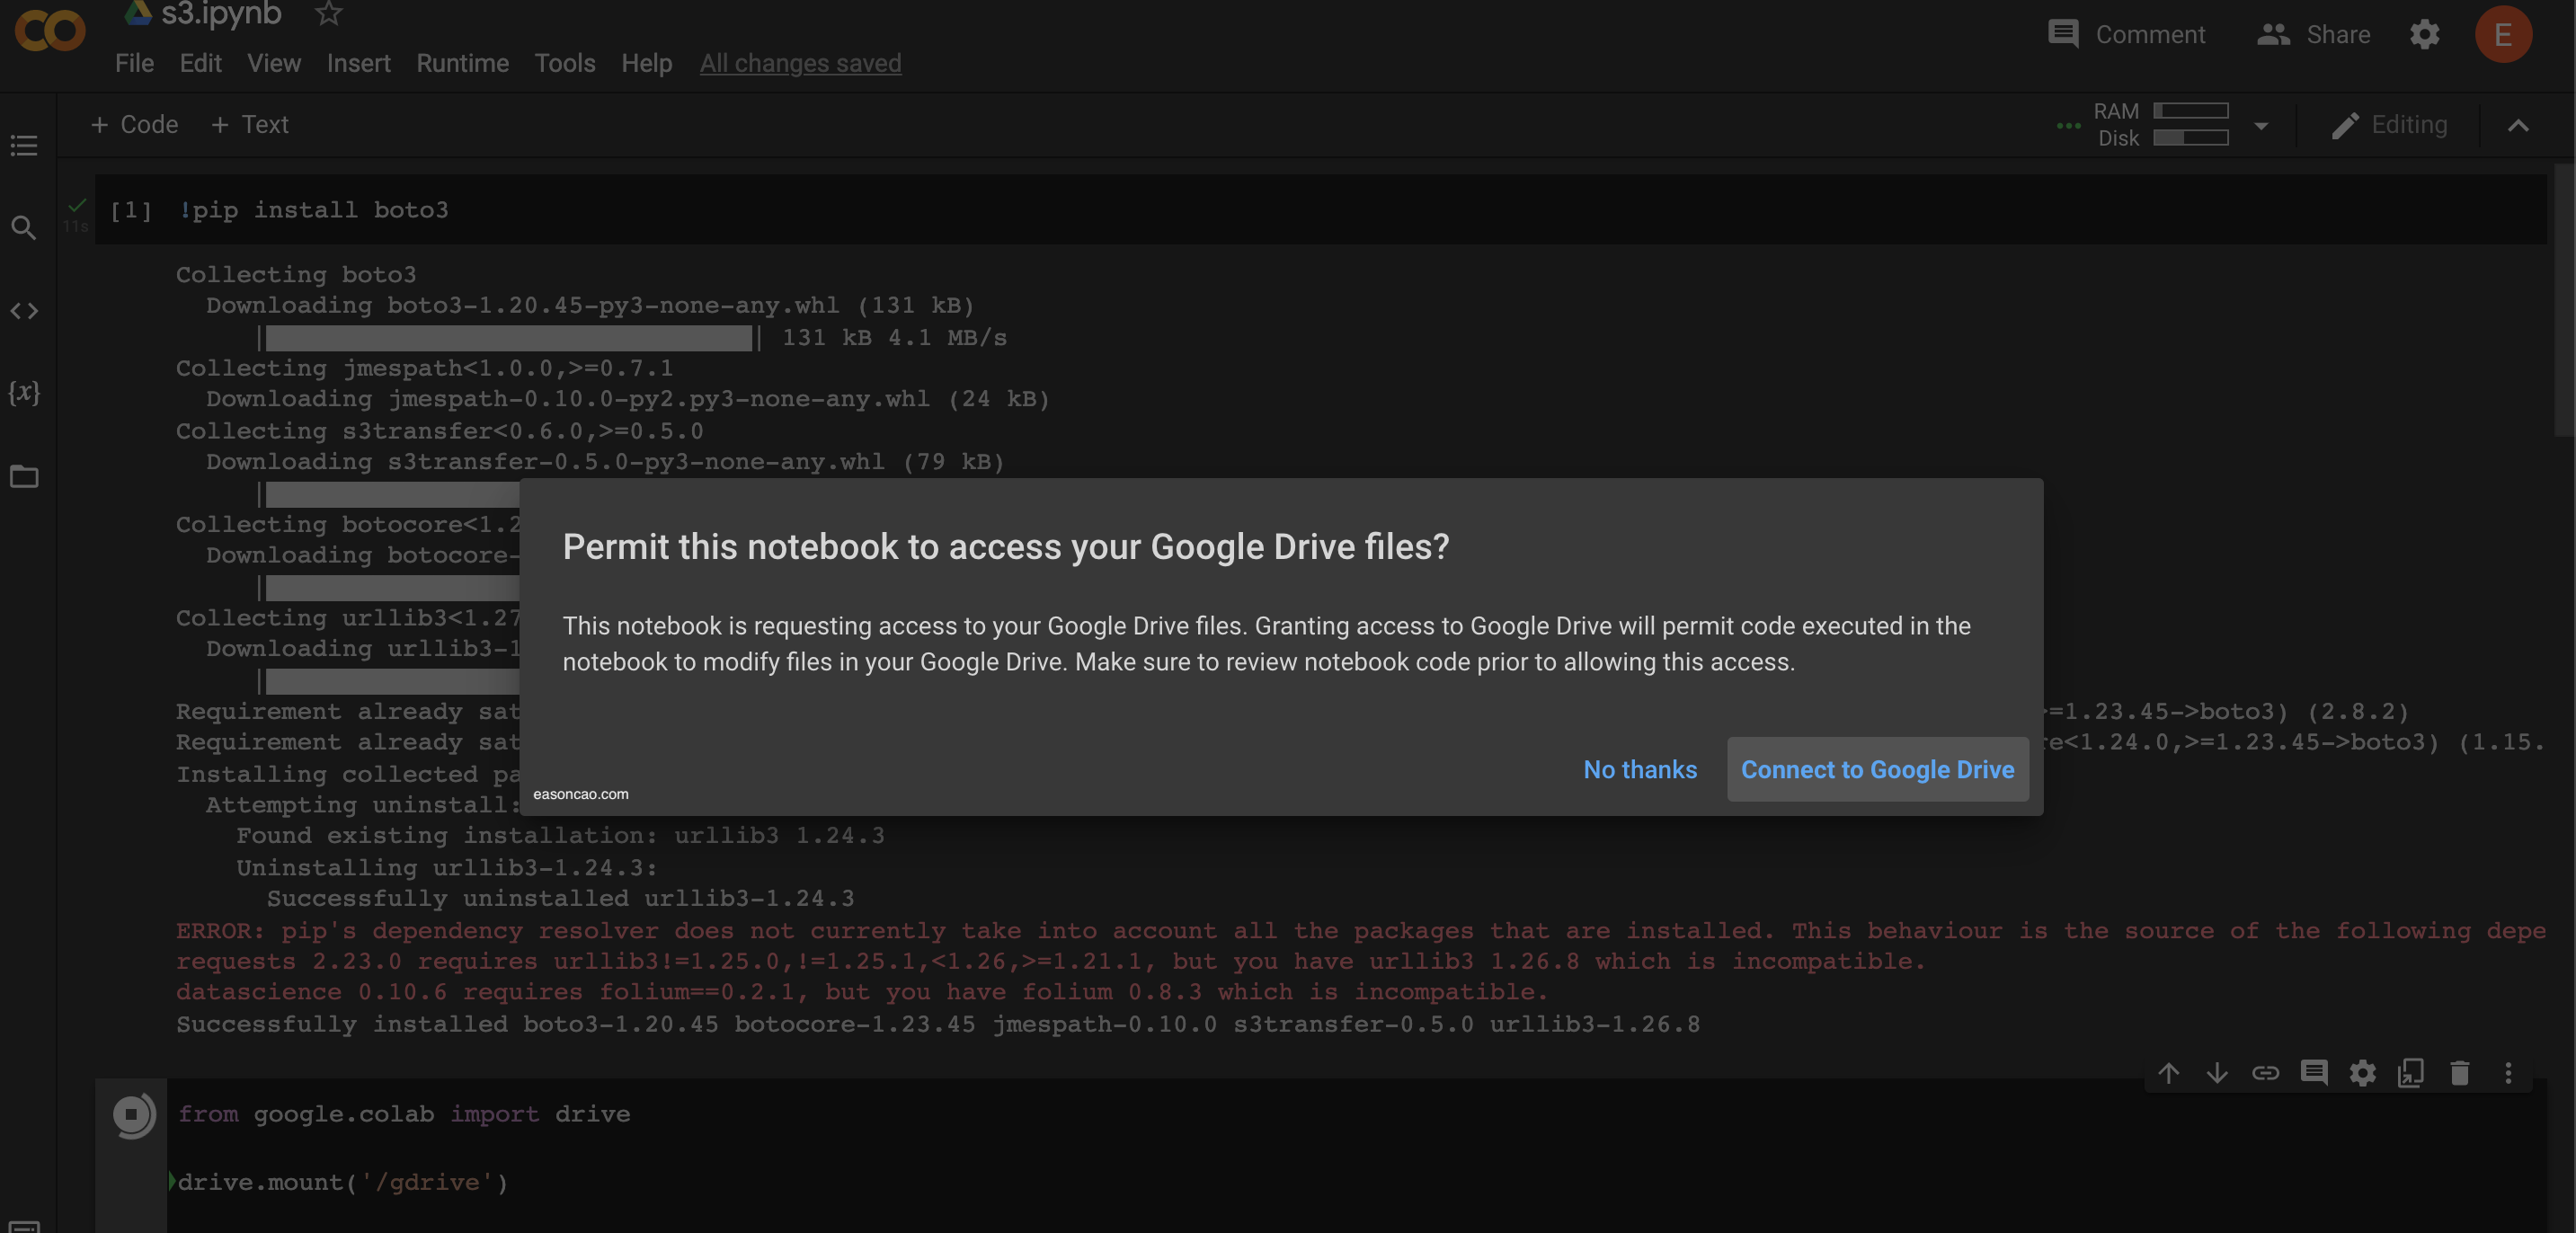 s3.ipynb
File Edit View Insert Runtime Tools Help All changes saved
Comment Share E
+ Code + Text
RAM
Disk
Editing
11s
[1] !pip install boto3
Collecting boto3
Downloading boto3-1.20.45-py3-none-any.whl (131 kB)
| | 131 kB 4.1 MB/s
Collecting jmespath<1.0.0,>=0.7.1
Downloading jmespath-0.10.0-py2.py3-none-any.whl (24 kB)
Collecting s3transfer<0.6.0,>=0.5.0
Downloading s3transfer-0.5.0-py3-none-any.whl (79 kB)
Collecting botocore<1.2
Downloading botocore-
Collecting urllib3<1.27
Downloading urllib3-1
Requirement already sat >=1.23.45->boto3) (2.8.2)
Requirement already sat re<1.24.0,>=1.23.45->boto3) (1.15.
Installing collected pa
Attempting uninstall:
Found existing installation: urllib3 1.24.3
Uninstalling urllib3-1.24.3:
Successfully uninstalled urllib3-1.24.3
ERROR: pip's dependency resolver does not currently take into account all the packages that are installed. This behaviour is the source of the following depe
requests 2.23.0 requires urllib3!=1.25.0,!=1.25.1,<1.26,>=1.21.1, but you have urllib3 1.26.8 which is incompatible.
datascience 0.10.6 requires folium==0.2.1, but you have folium 0.8.3 which is incompatible.
Successfully installed boto3-1.20.45 botocore-1.23.45 jmespath-0.10.0 s3transfer-0.5.0 urllib3-1.26.8
Permit this notebook to access your Google Drive files?
This notebook is requesting access to your Google Drive files. Granting access to Google Drive will permit code executed in the
notebook to modify files in your Google Drive. Make sure to review notebook code prior to allowing this access.
No thanks Connect to Google Drive
easoncao.com
from google.colab import drive
drive.mount('/gdrive')